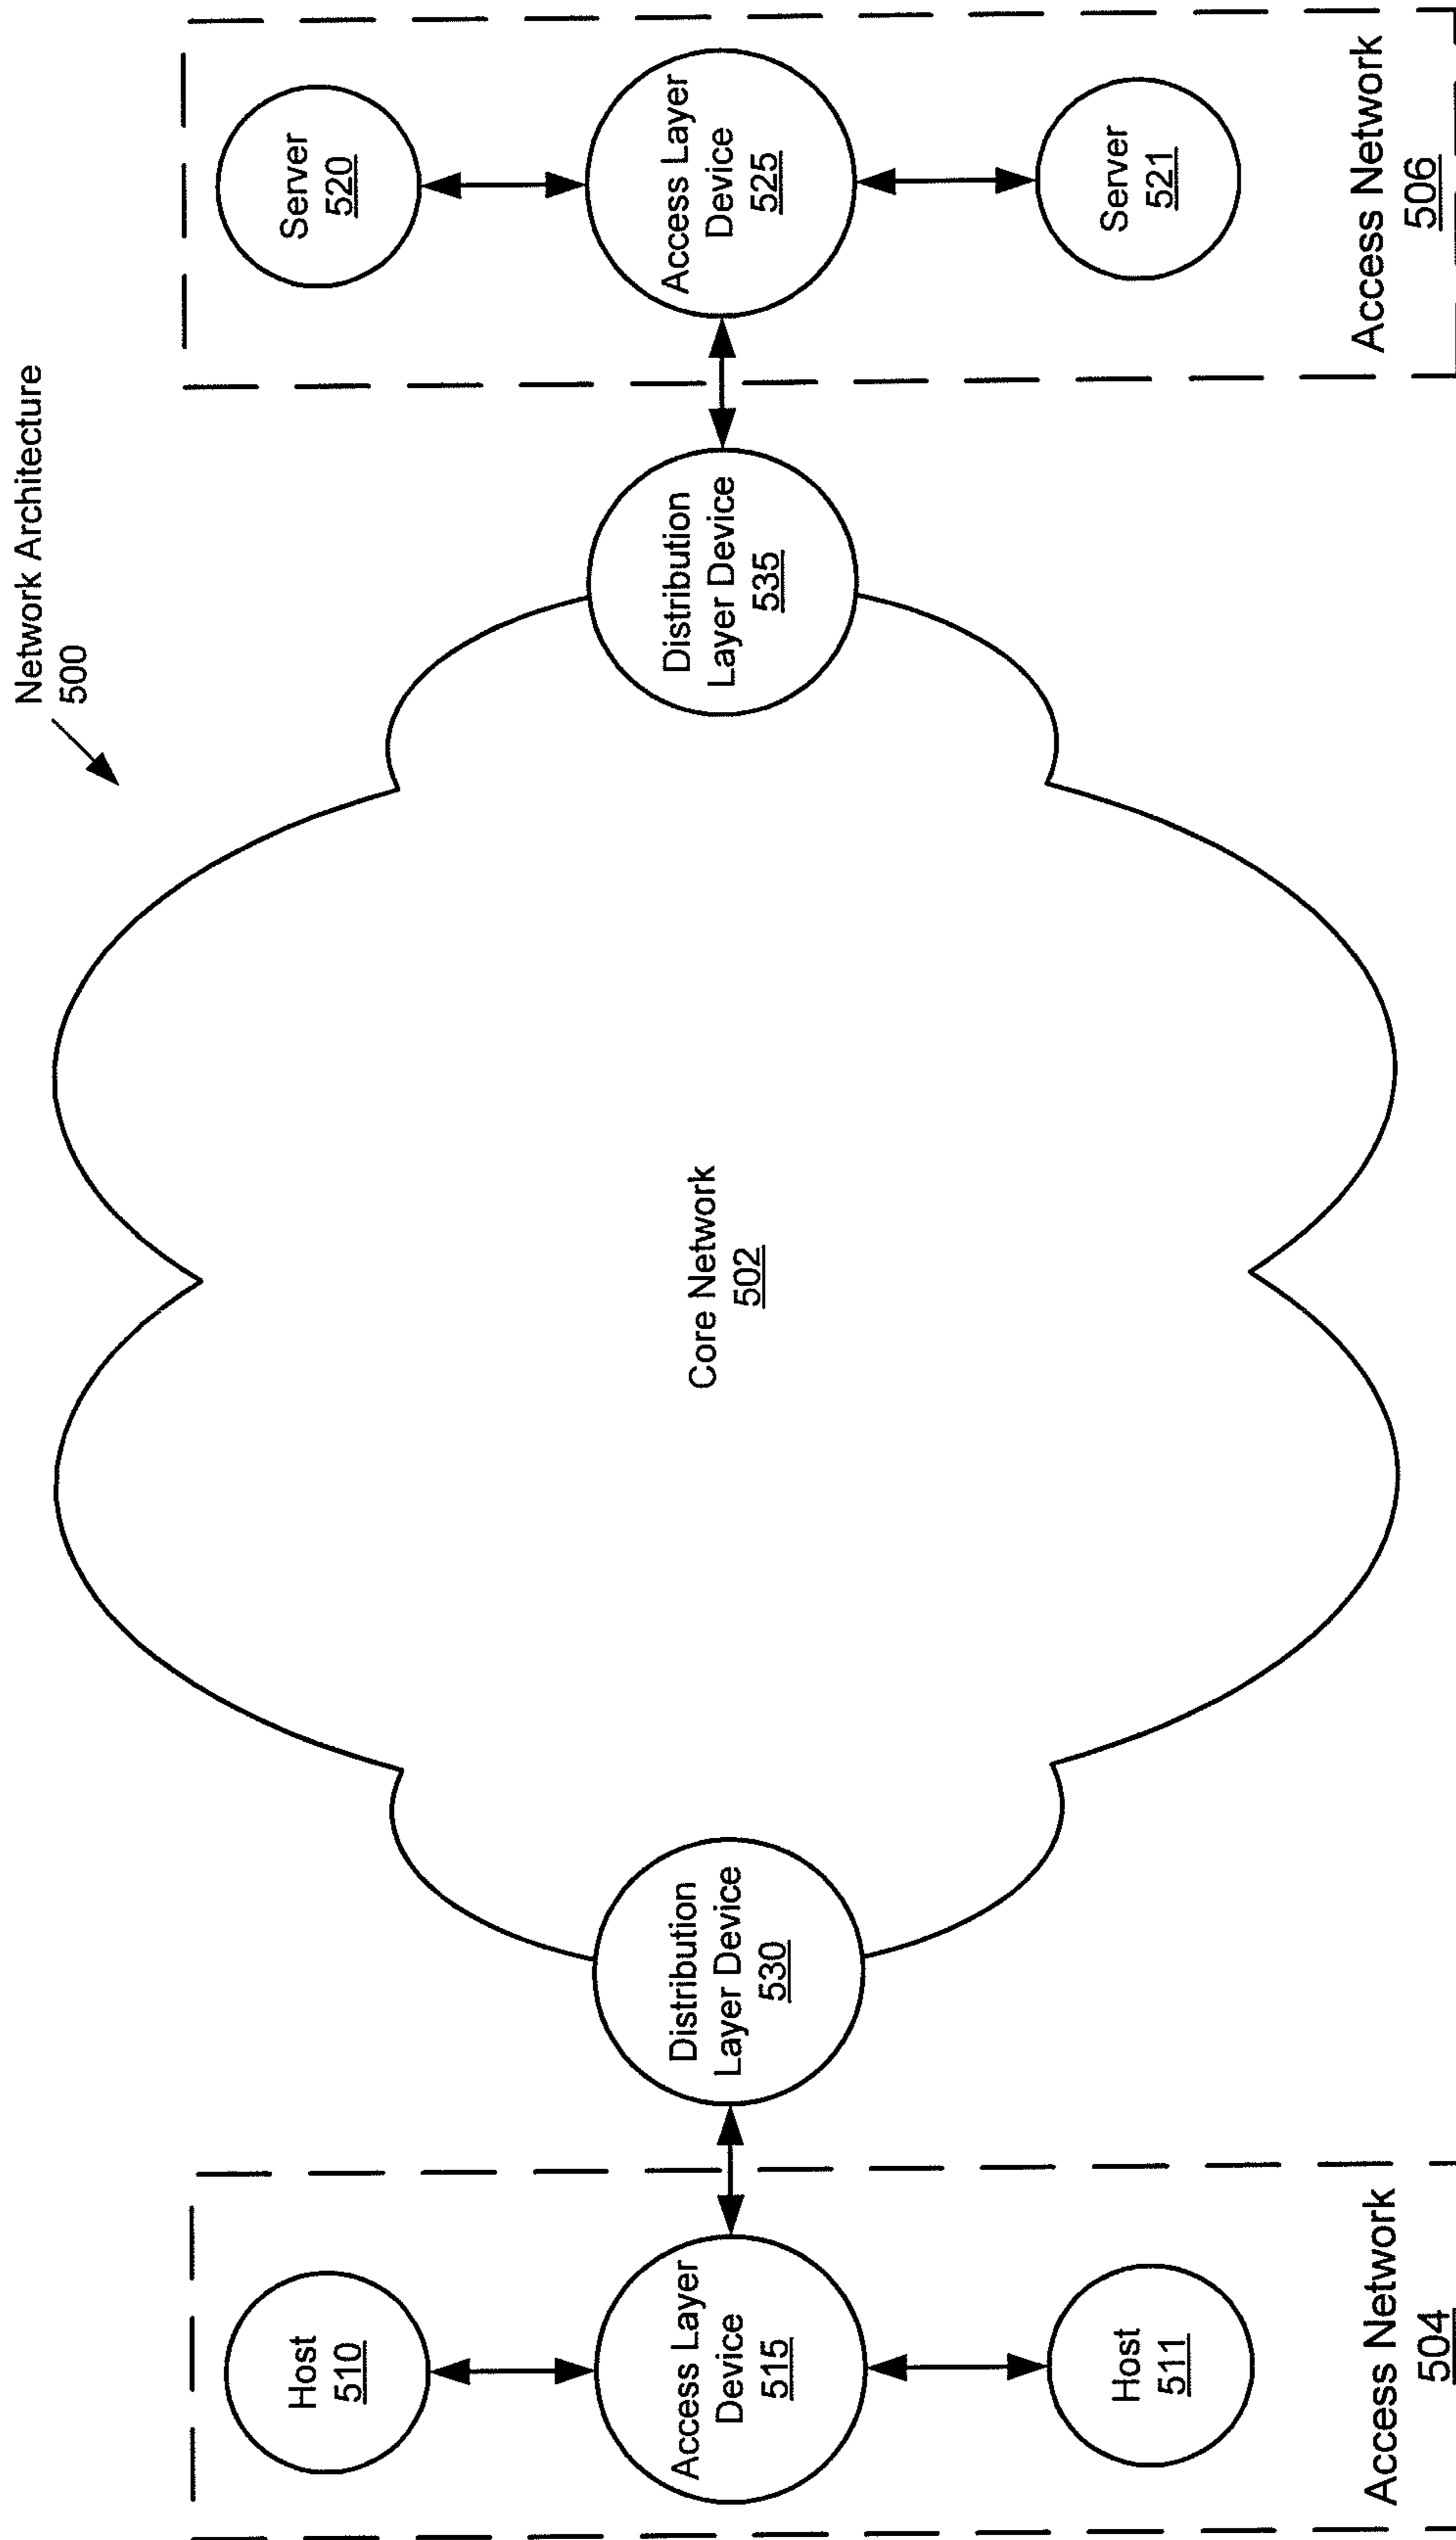 Network Architecture
500
Host
510
Access Layer
Device
515
Host
511
Access Network
504
Distribution
Layer Device
530
Core Network
502
Distribution
Layer Device
535
Server
520
Access Layer
Device
525
Server
521
Access Network
506